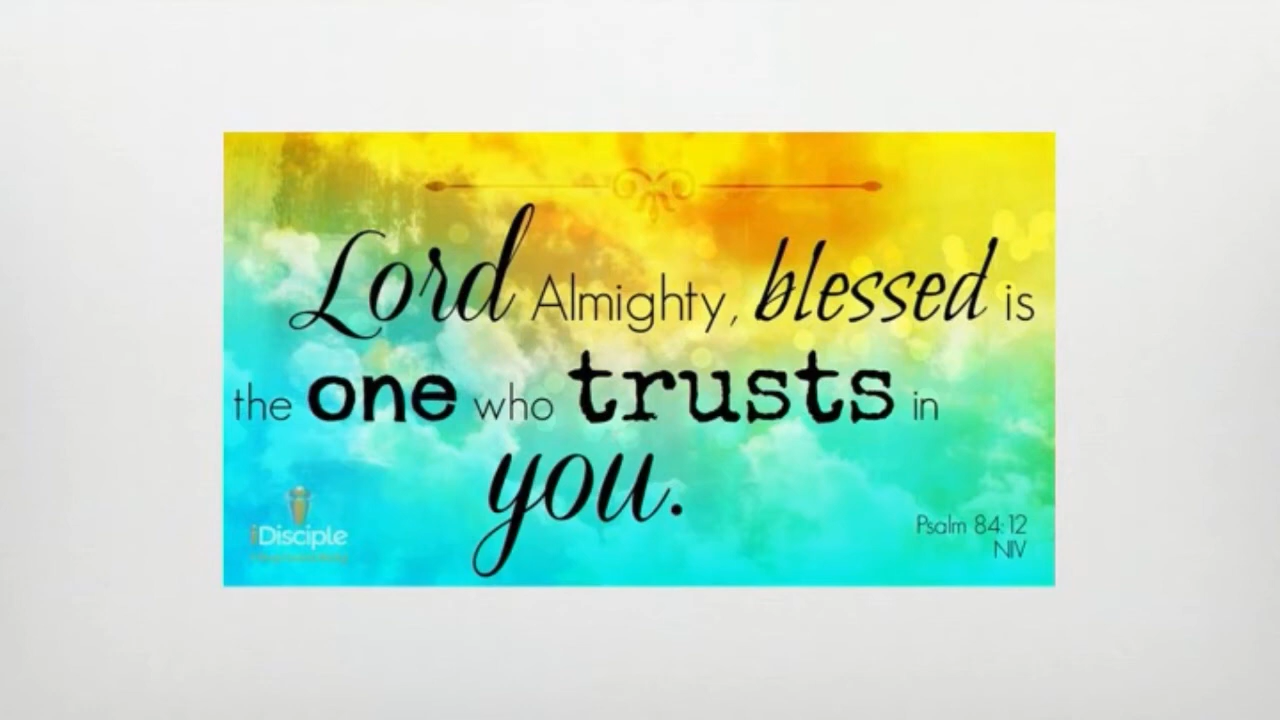 Lord Almighty, blessed is
the one who trusts in
you.
Psalm 84:12
NIV
iDisciple